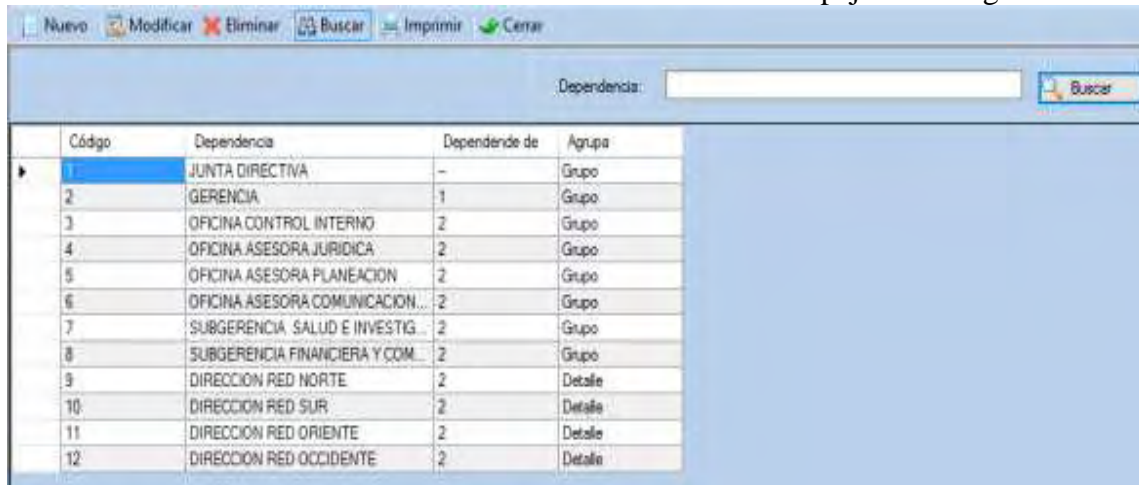 Nuevo Modificar Eliminar Buscar Imprimir Cerrar
Dependencia: Buscar
Código Dependencia Dependende de Agrupa
1 JUNTA DIRECTIVA -- Grupo
2 GERENCIA 1 Grupo
3 OFICINA CONTROL INTERNO 2 Grupo
4 OFICINA ASESORA JURIDICA 2 Grupo
5 OFICINA ASESORA PLANEACION 2 Grupo
6 OFICINA ASESORA COMUNICACION... 2 Grupo
7 SUBGERENCIA SALUD E INVESTIG... 2 Grupo
8 SUBGERENCIA FINANCIERA Y COM... 2 Grupo
9 DIRECCION RED NORTE 2 Detalle
10 DIRECCION RED SUR 2 Detalle
11 DIRECCION RED ORIENTE 2 Detalle
12 DIRECCION RED OCCIDENTE 2 Detalle